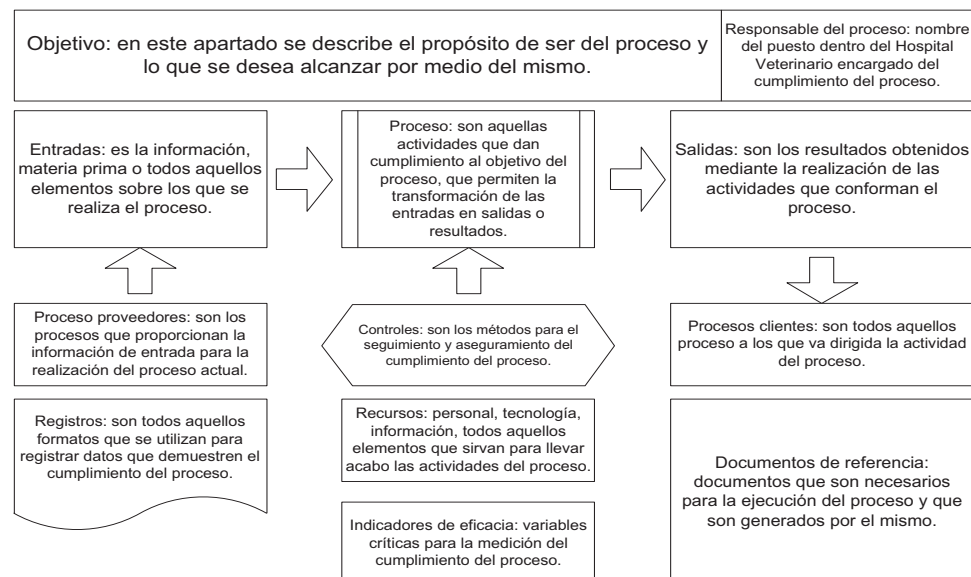 Objetivo: en este apartado se describe el propósito de ser del proceso y
lo que se desea alcanzar por medio del mismo.
Responsable del proceso: nombre
del puesto dentro del Hospital
Veterinario encargado del
cumplimiento del proceso.
Entradas: es la información,
materia prima o todos aquellos
elementos sobre los que se
realiza el proceso.
Proceso: son aquellas
actividades que dan
cumplimiento al objetivo del
proceso, que permiten la
transformación de las
entradas en salidas o
resultados.
Salidas: son los resultados obtenidos
mediante la realización de las
actividades que conforman el
proceso.
Proceso proveedores: son los
procesos que proporcionan la
información de entrada para la
realización del proceso actual.
Controles: son los métodos para el
seguimiento y aseguramiento del
cumplimiento del proceso.
Procesos clientes: son todos aquellos
proceso a los que va dirigida la actividad
del proceso.
Registros: son todos aquellos
formatos que se utilizan para
registrar datos que demuestren el
cumplimiento del proceso.
Recursos: personal, tecnología,
información, todos aquellos
elementos que sirvan para llevar
acabo las actividades del proceso.
Documentos de referencia:
documentos que son necesarios
para la ejecución del proceso y que
son generados por el mismo.
Indicadores de eficacia: variables
críticas para la medición del
cumplimiento del proceso.